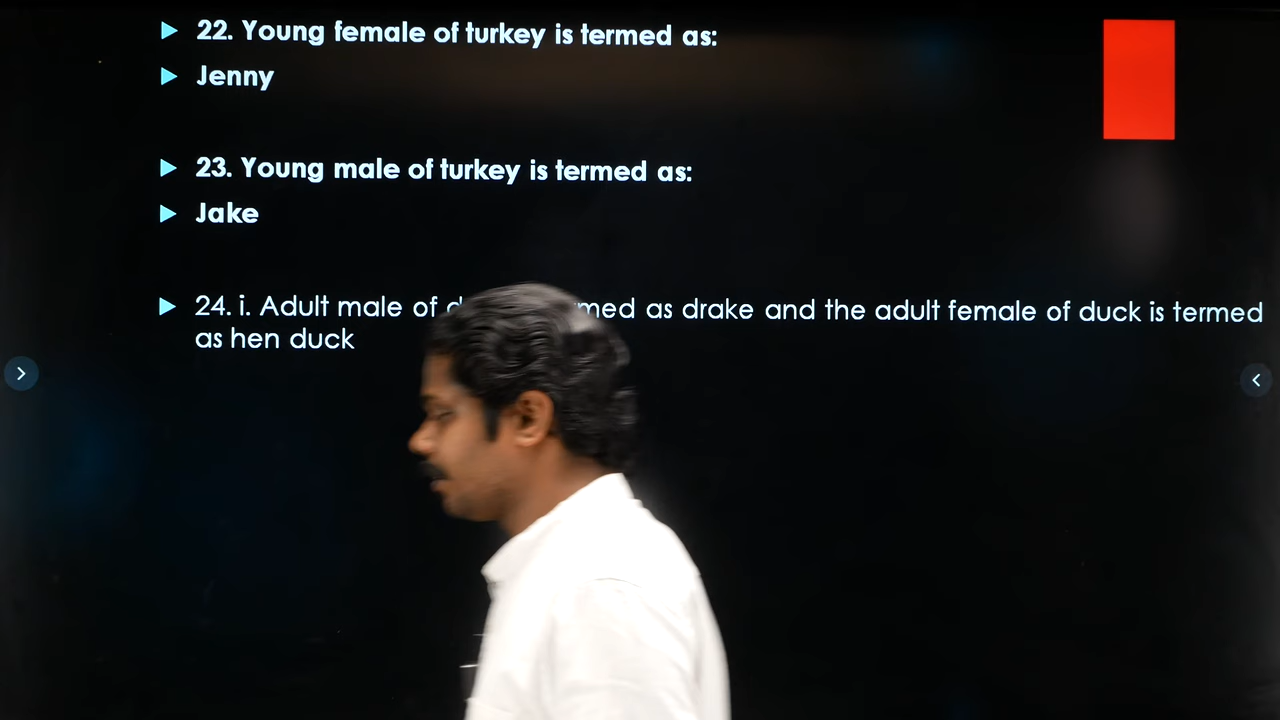 22. Young female of turkey is termed as:
Jenny
23. Young male of turkey is termed as:
Jake
24. i. Adult male of as drake and the adult female of duck is termed
as hen duck